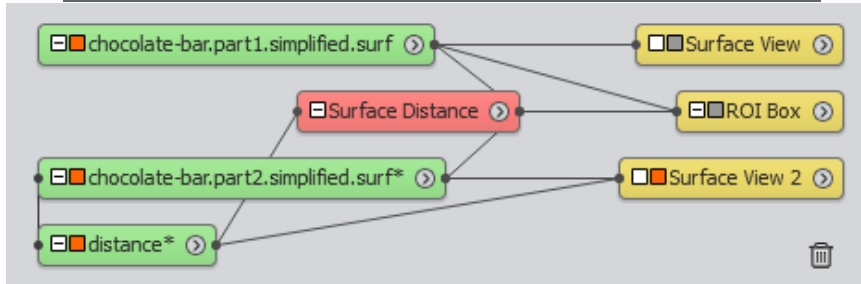 chocolate-bar.part1.simplified.surf
Surface View
Surface Distance
ROI Box
chocolate-bar.part2.simplified.surf*
Surface View 2
distance*